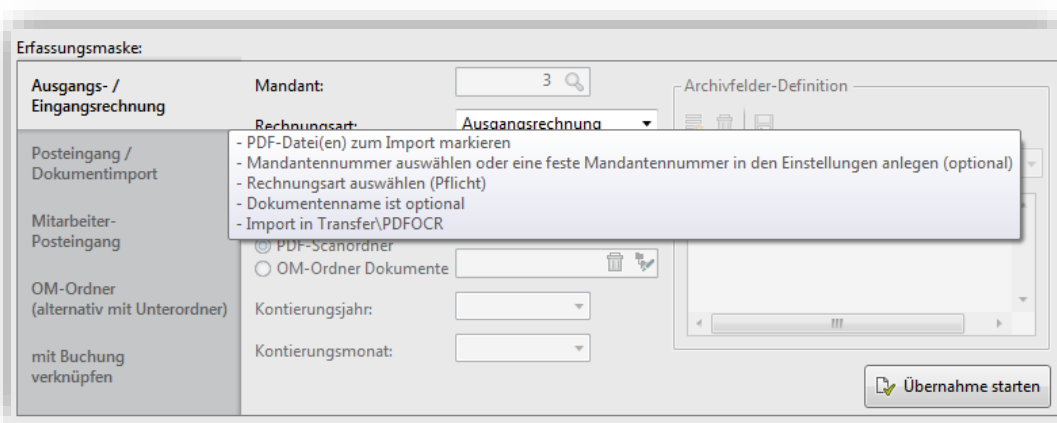 Erfassungsmaske:
Ausgangs- /
Eingangsrechnung
Mandant:
3
Archivfelder-Definition
Rechnungsart:
Ausgangsrechnung
- PDF-Datei(en) zum Import markieren
- Mandantennummer auswählen oder eine feste Mandantennummer in den Einstellungen anlegen (optional)
- Rechnungsart auswählen (Pflicht)
- Dokumentenname ist optional
- Import in Transfer\PDFOCR
Posteingang /
Dokumentimport
Mitarbeiter-
Posteingang
PDF-Scanordner
OM-Ordner Dokumente
OM-Ordner
(alternativ mit Unterordner)
Kontierungsjahr:
Kontierungsmonat:
mit Buchung
verknüpfen
Übernahme starten